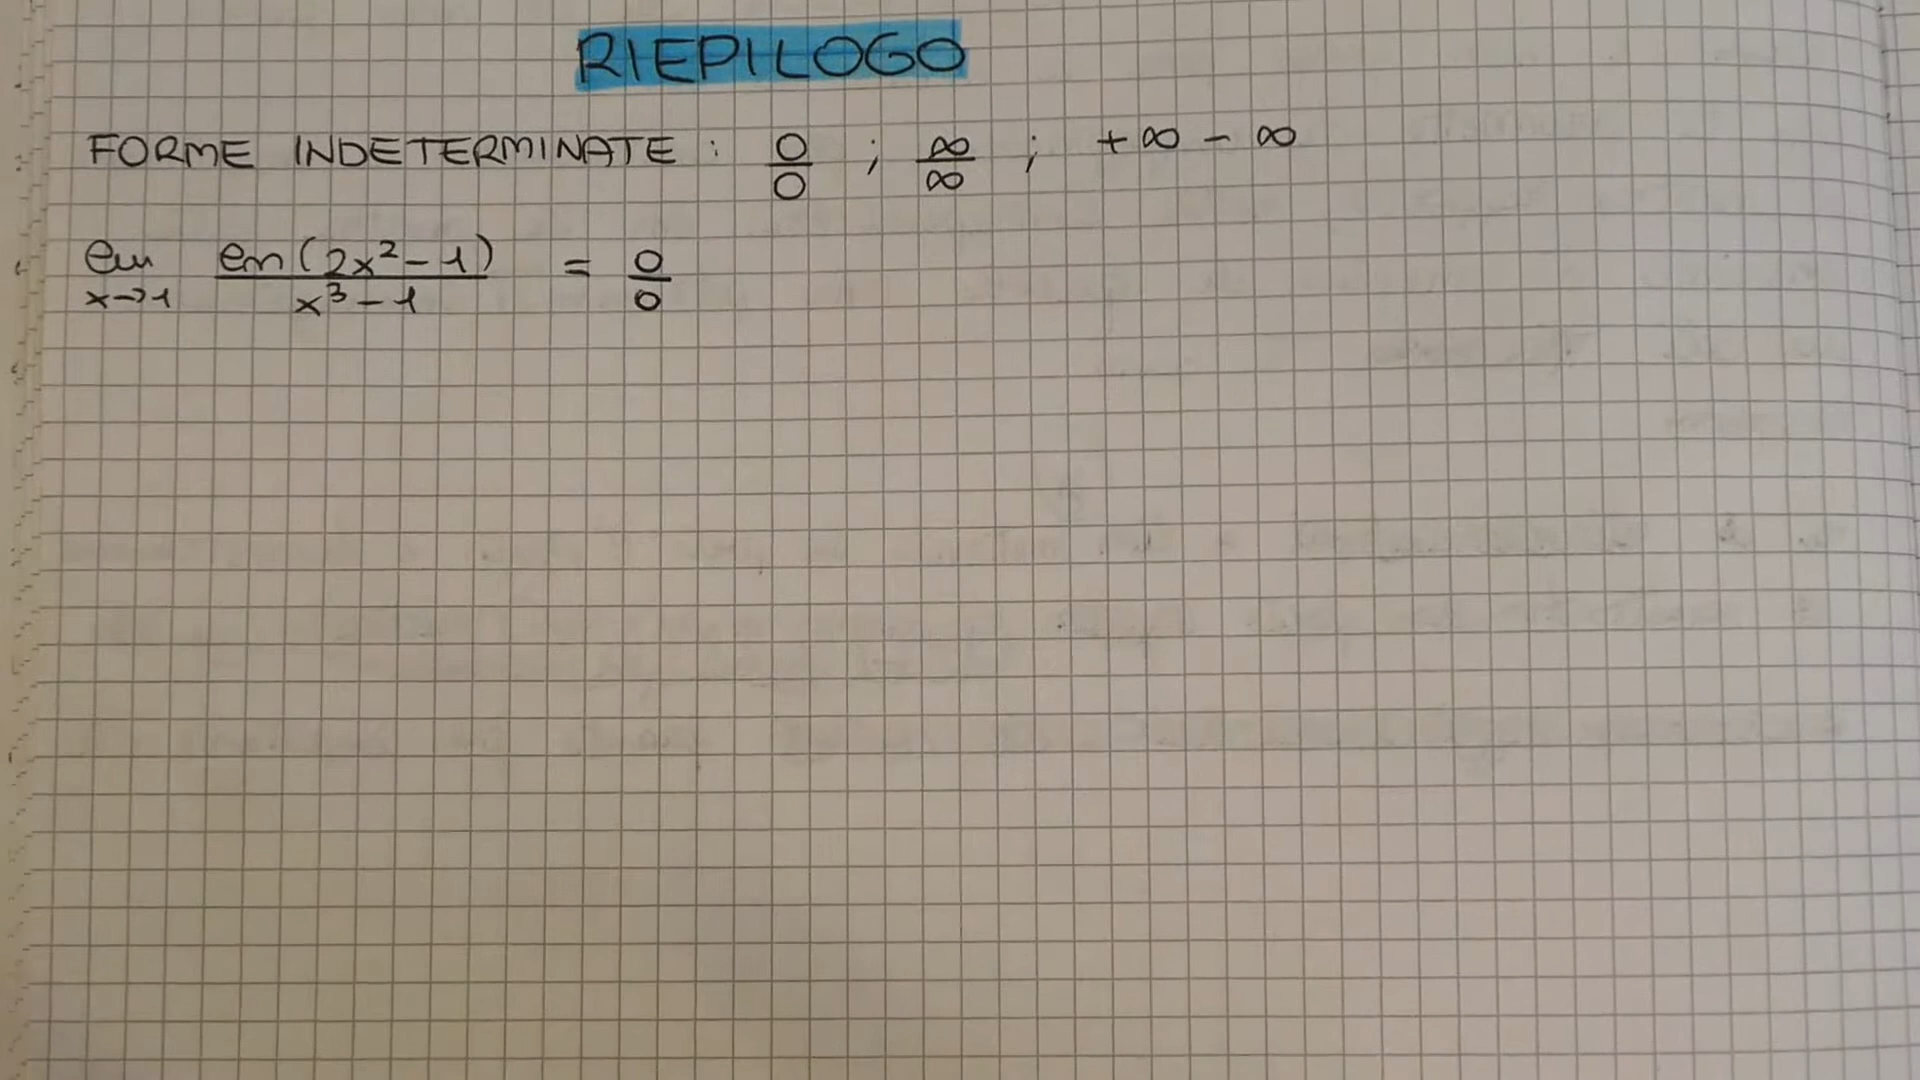 RIEPILOGO
FORME INDETERMINATE : 0/0 ; ∞/∞ ; +∞ - ∞
lim x→1 ln(2x²-1)/x³-1 = 0/0